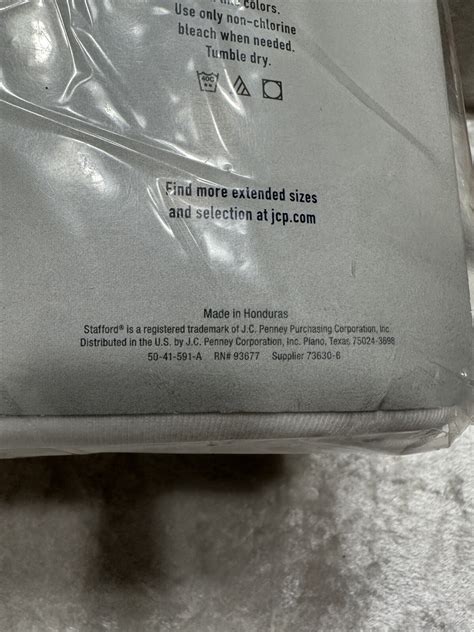 colors.
Use only non-chlorine
bleach when needed.
Tumble dry.
40C
Find more extended sizes
and selection at jcp.com
Made in Honduras
Stafford® is a registered trademark of J.C. Penney Purchasing Corporation, Inc.
Distributed in the U.S. by J.C. Penney Corporation, Inc. Plano, Texas 75024-3698
50-41-591-A RN# 93677 Supplier 73630-6